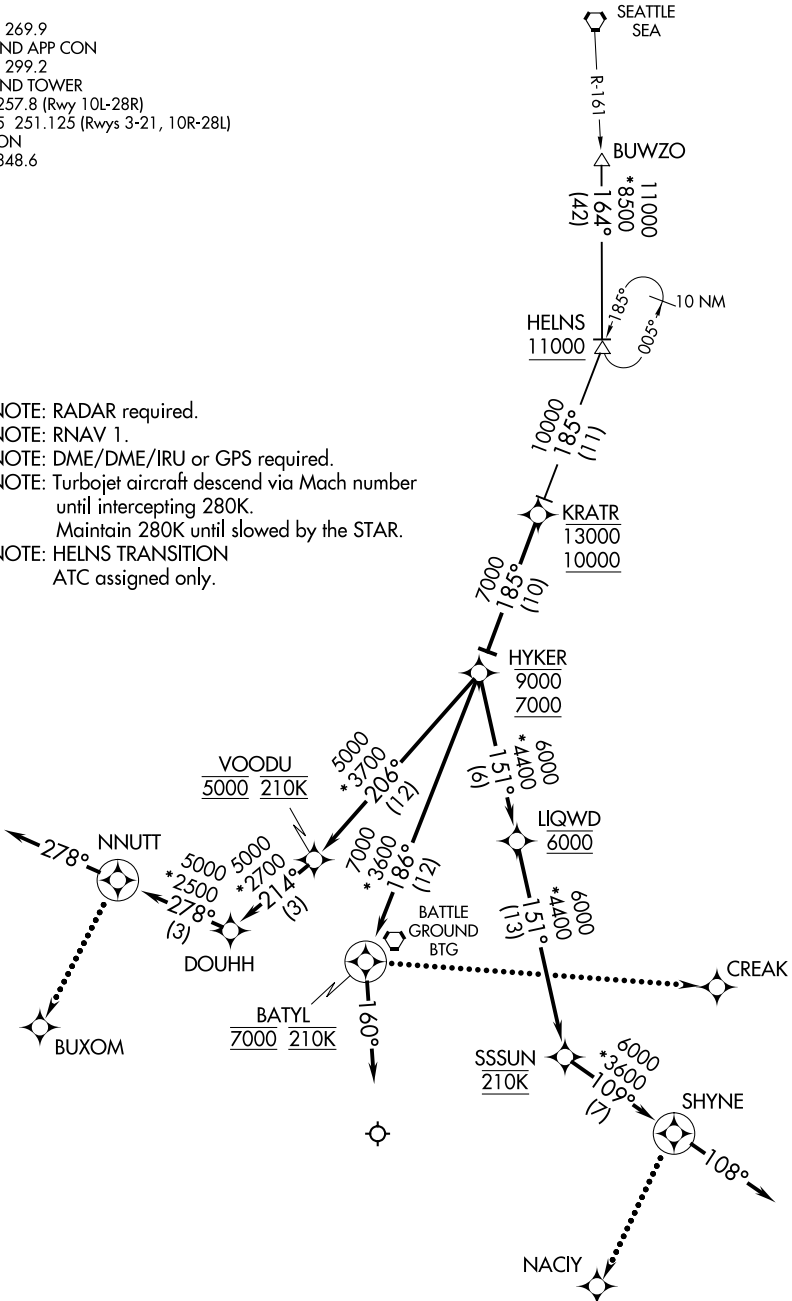 269.9
ND APP CON
299.2
ND TOWER
257.8 (Rwy 10L-28R)
5 251.125 (Rwys 3-21, 10R-28L)
ON
348.6
SEATTLE
SEA
R-161
BUWZO
11000
*8500
164°
(42)
HELNS
11000
185°
005°
10 NM
10000
185°
(11)
NOTE: RADAR required.
NOTE: RNAV 1.
NOTE: DME/DME/IRU or GPS required.
NOTE: Turbojet aircraft descend via Mach number
until intercepting 280K.
Maintain 280K until slowed by the STAR.
NOTE: HELNS TRANSITION
ATC assigned only.
KRATR
13000
10000
7000
185°
(10)
HYKER
9000
7000
5000
*3700
206°
(12)
7000
*3600
186°
(12)
6000
*4400
151°
(6)
VOODU
5000 210K
LIQWD
6000
NNUTT
278°
5000
*2500
278°
(3)
5000
*2700
214°
(3)
DOUHH
BUXOM
BATTLE
GROUND
BTG
BATYL
7000 210K
160°
6000
*4400
151°
(13)
CREAK
SSSUN
210K
6000
*3600
109°
(7)
SHYNE
108°
NACIY